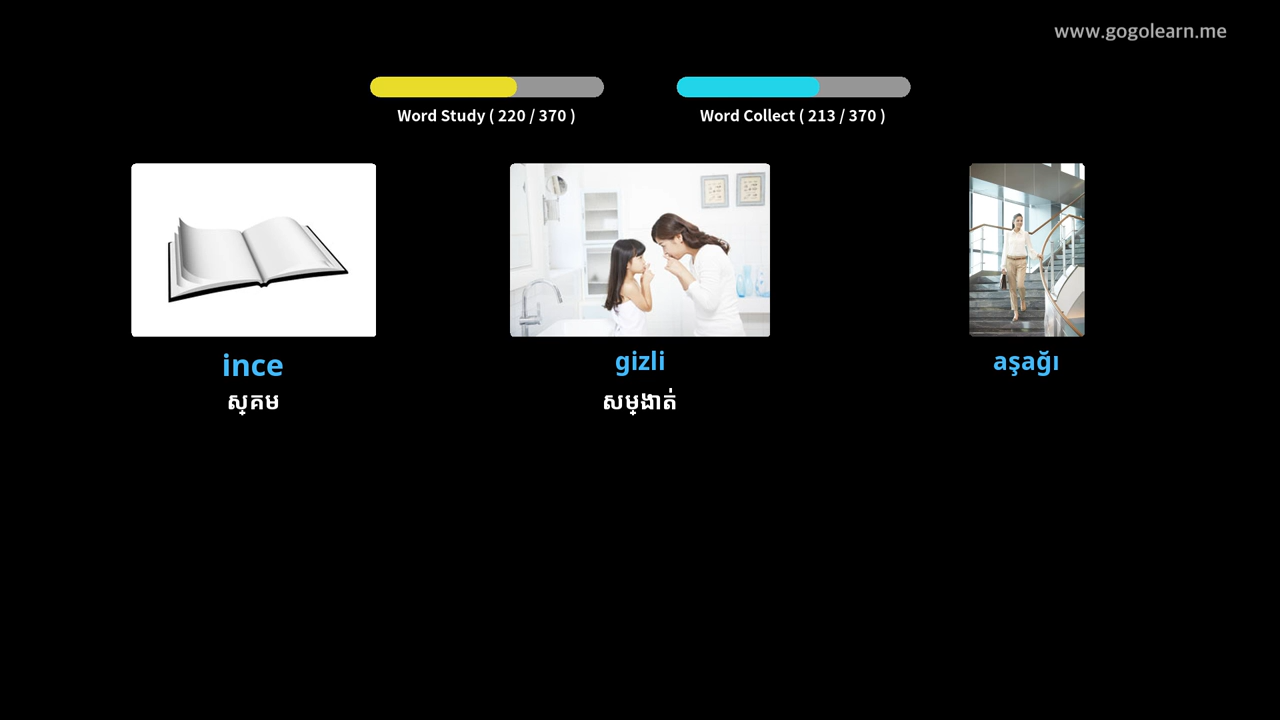 www.gogolearn.me
Word Study ( 220 / 370 )
Word Collect ( 213 / 370 )
ince
gizli
aşağı
ស្គម
សម្ងាត់